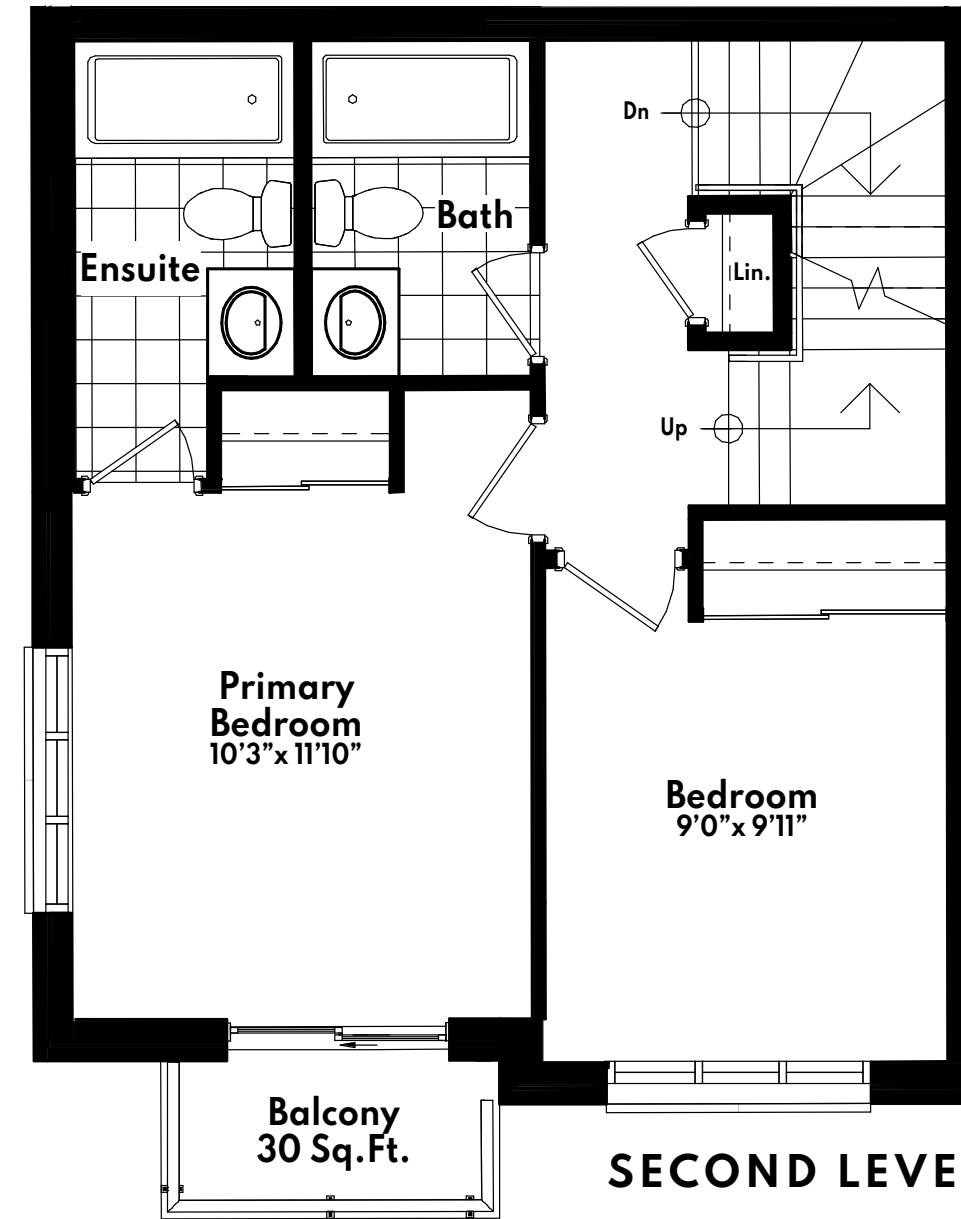 Dn
Bath
Ensuite
Lin.
Up
Primary
Bedroom
10’3”x 11’10”
Bedroom
9’0”x 9’11”
Balcony
30 Sq.Ft.
SECOND LEVE